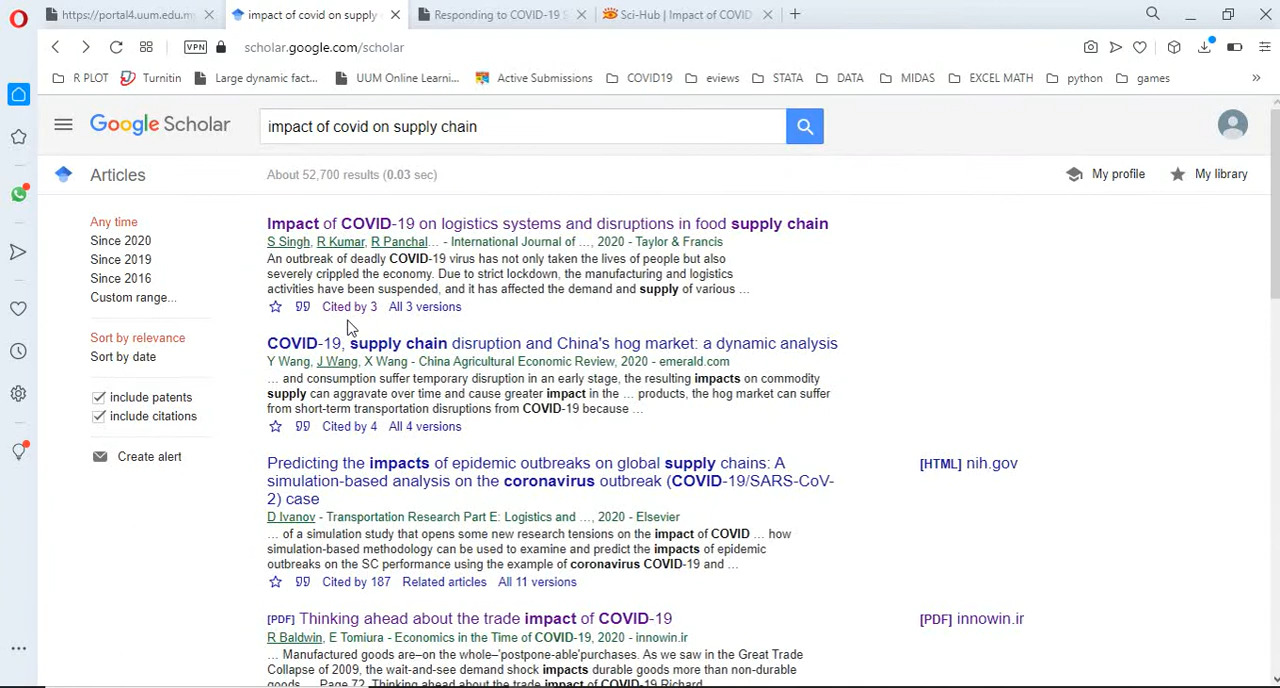 https://portal4.uum.edu.m
impact of covid on supply
Responding to COVID-19 S
Sci-Hub | Impact of COVID
VPN
scholar.google.com/scholar
R PLOT
Turnitin
Large dynamic fact...
UUM Online Learni...
Active Submissions
COVID19
eviews
STATA
DATA
MIDAS
EXCEL MATH
python
games
Google Scholar
impact of covid on supply chain
Articles
About 52,700 results (0.03 sec)
My profile
My library
Any time
Since 2020
Since 2019
Since 2016
Custom range...
Sort by relevance
Sort by date
include patents
include citations
Create alert
Impact of COVID-19 on logistics systems and disruptions in food supply chain
S Singh, R Kumar, R Panchal... - International Journal of ..., 2020 - Taylor & Francis
An outbreak of deadly COVID-19 virus has not only taken the lives of people but also
severely crippled the economy. Due to strict lockdown, the manufacturing and logistics
activities have been suspended, and it has affected the demand and supply of various ...
Cited by 3 All 3 versions
COVID-19, supply chain disruption and China's hog market: a dynamic analysis
Y Wang, J Wang, X Wang - China Agricultural Economic Review, 2020 - emerald.com
... and consumption suffer temporary disruption in an early stage, the resulting impacts on commodity
supply can aggravate over time and cause greater impact in the ... products, the hog market can suffer
from short-term transportation disruptions from COVID-19 because ...
Cited by 4 All 4 versions
Predicting the impacts of epidemic outbreaks on global supply chains: A
simulation-based analysis on the coronavirus outbreak (COVID-19/SARS-CoV-
2) case
[HTML] nih.gov
D Ivanov - Transportation Research Part E: Logistics and ..., 2020 - Elsevier
... of a simulation study that opens some new research tensions on the impact of COVID ... how
simulation-based methodology can be used to examine and predict the impacts of epidemic
outbreaks on the SC performance using the example of coronavirus COVID-19 and ...
Cited by 187 Related articles All 11 versions
[PDF] Thinking ahead about the trade impact of COVID-19
[PDF] innowin.ir
R Baldwin, E Tomiura - Economics in the Time of COVID-19, 2020 - innowin.ir
... Manufactured goods are–on the whole–'postpone-able'purchases. As we saw in the Great Trade
Collapse of 2009, the wait-and-see demand shock impacts durable goods more than non-durable
goods ... Page 72. Thinking ahead about the trade impact of COVID-19 Richard